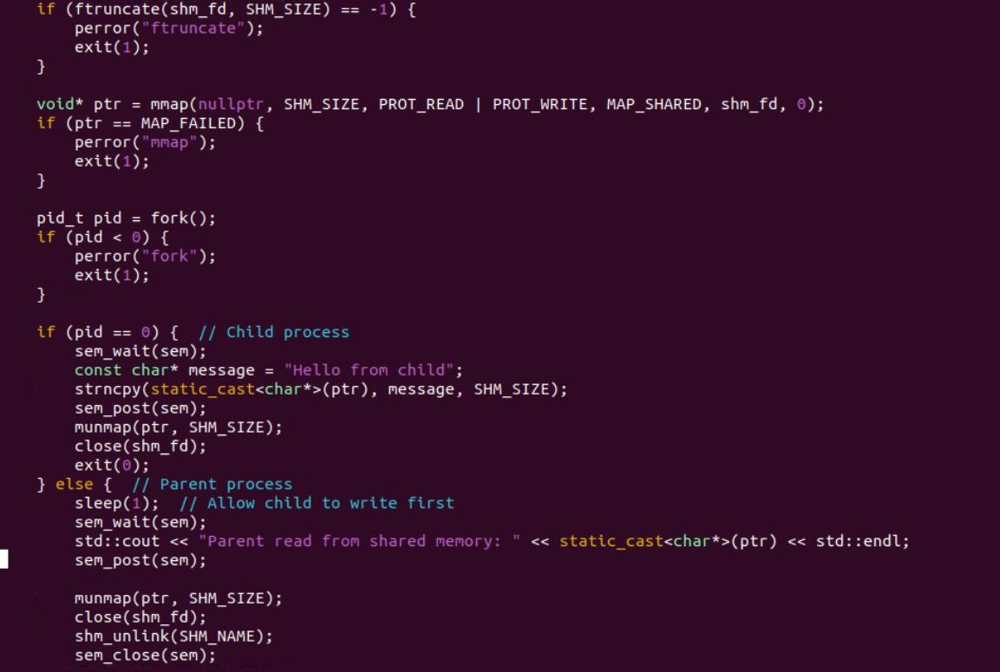 if (ftruncate(shm_fd, SHM_SIZE) == -1) {
    perror("ftruncate");
    exit(1);
}

void* ptr = mmap(nullptr, SHM_SIZE, PROT_READ | PROT_WRITE, MAP_SHARED, shm_fd, 0);
if (ptr == MAP_FAILED) {
    perror("mmap");
    exit(1);
}

pid_t pid = fork();
if (pid < 0) {
    perror("fork");
    exit(1);
}

if (pid == 0) {  // Child process
    sem_wait(sem);
    const char* message = "Hello from child";
    strncpy(static_cast<char*>(ptr), message, SHM_SIZE);
    sem_post(sem);
    munmap(ptr, SHM_SIZE);
    close(shm_fd);
    exit(0);
} else {  // Parent process
    sleep(1);  // Allow child to write first
    sem_wait(sem);
    std::cout << "Parent read from shared memory: " << static_cast<char*>(ptr) << std::endl;
    sem_post(sem);

    munmap(ptr, SHM_SIZE);
    close(shm_fd);
    shm_unlink(SHM_NAME);
    sem_close(sem);